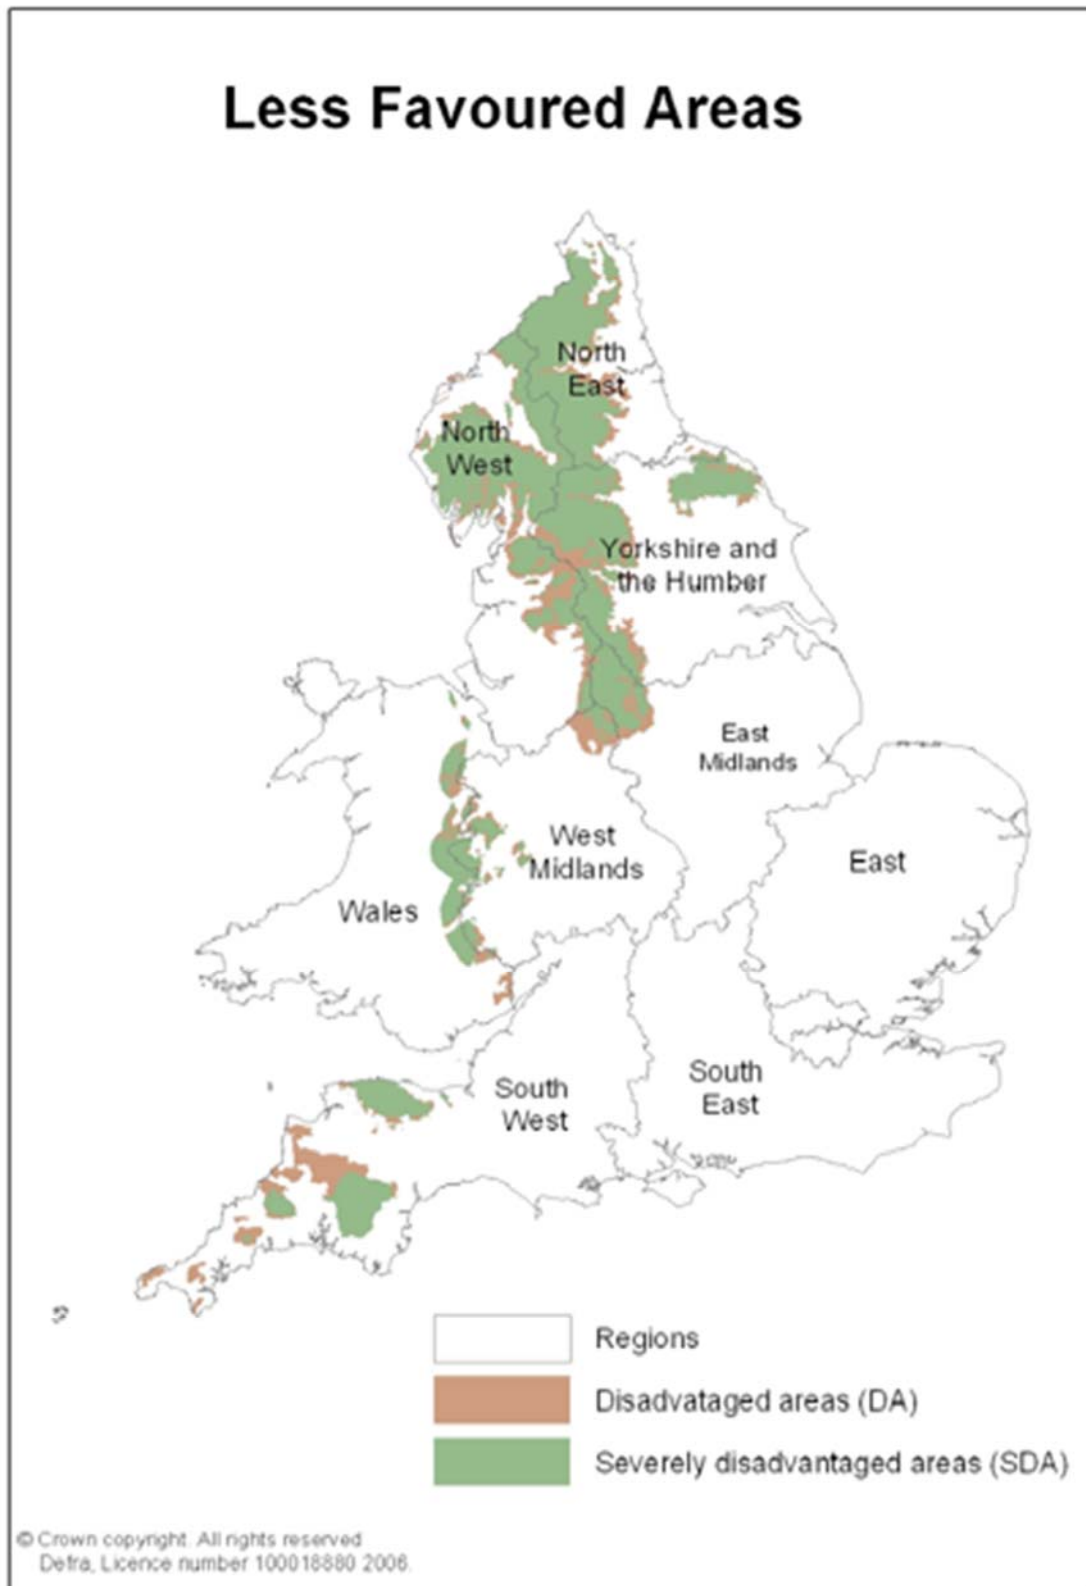 Less Favoured Areas
North
East
North
West
Yorkshire and
the Humber
East
Midlands
West
Midlands
East
Wales
South
West
South
East
Regions
Disadvataged areas (DA)
Severely disadvantaged areas (SDA)
© Crown copyright. All rights reserved
Defra, Licence number 100018880 2006.